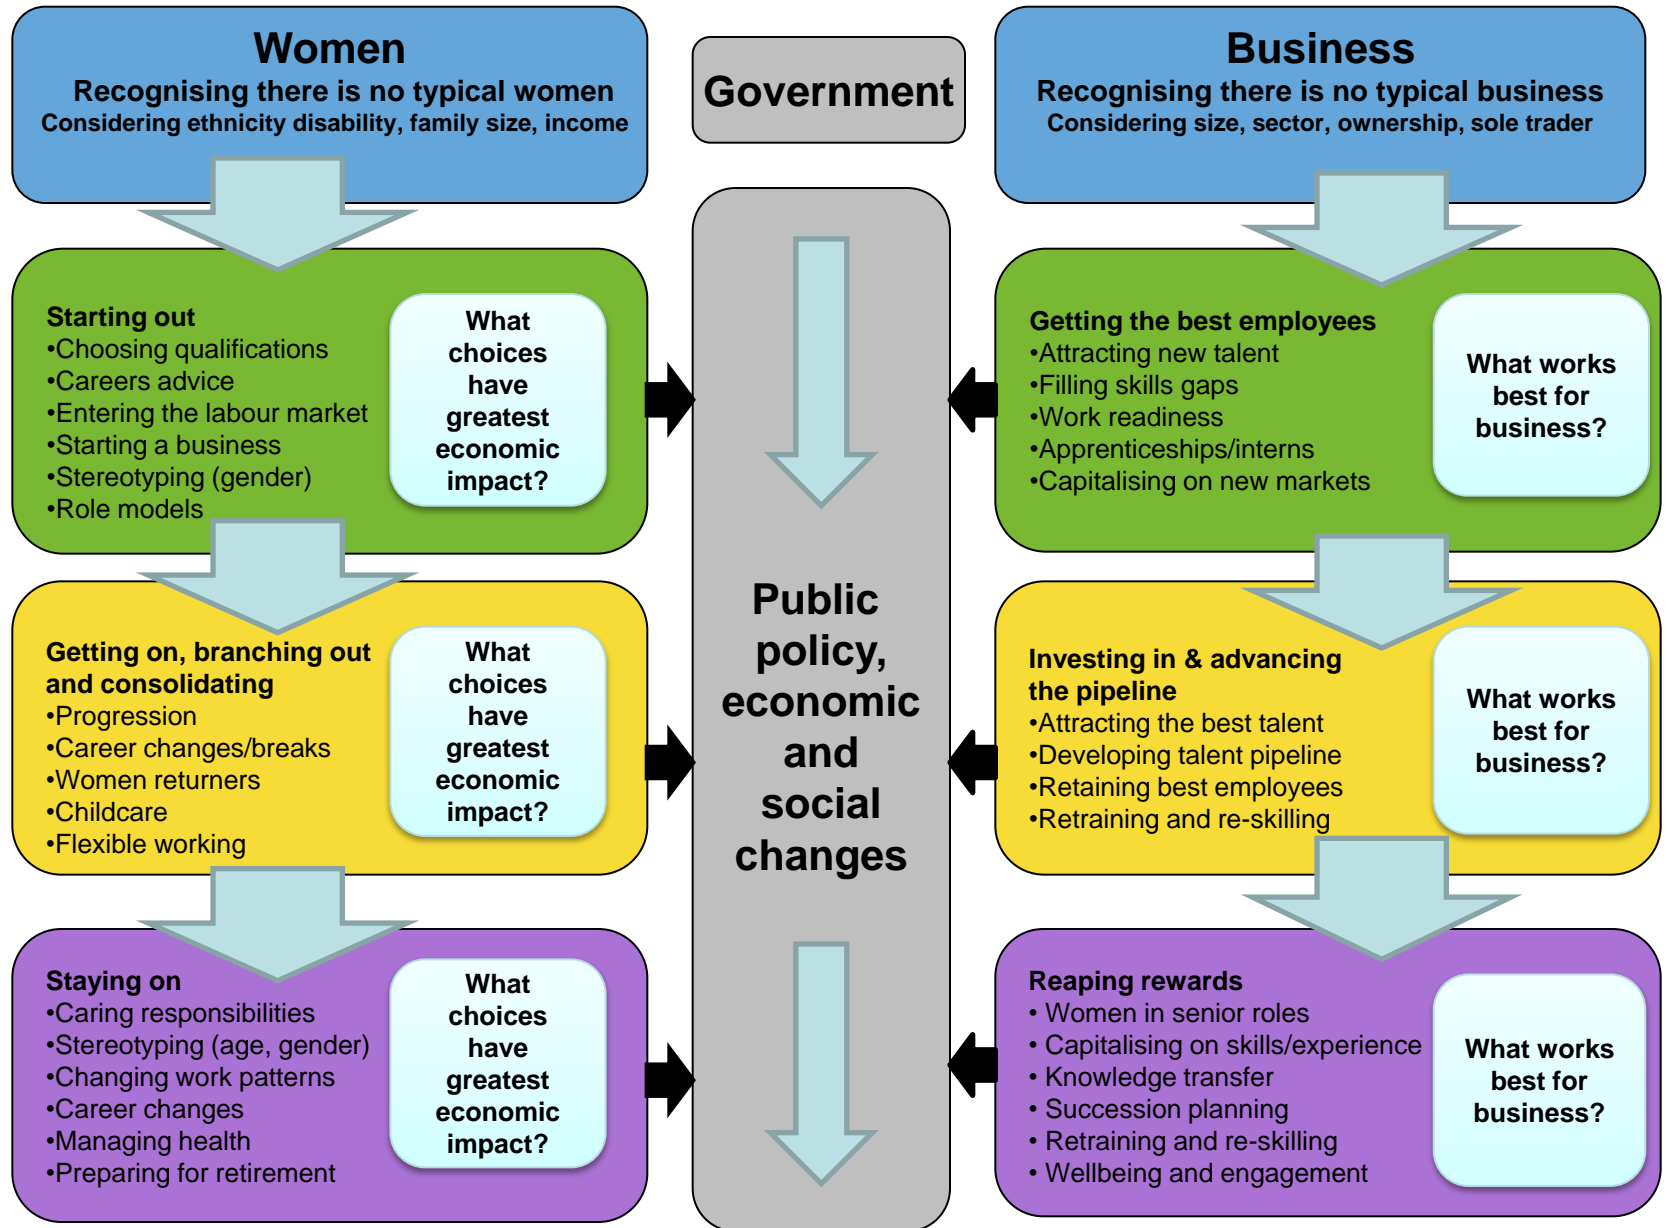 Women
Recognising there is no typical women
Considering ethnicity disability, family size, income
Starting out
•Choosing qualifications
•Careers advice
•Entering the labour market
•Starting a business
•Stereotyping (gender)
•Role models
What
choices
have
greatest
economic
impact?
Getting on, branching out
and consolidating
•Progression
•Career changes/breaks
•Women returners
•Childcare
•Flexible working
What
choices
have
greatest
economic
impact?
Staying on
•Caring responsibilities
•Stereotyping (age, gender)
•Changing work patterns
•Career changes
•Managing health
•Preparing for retirement
What
choices
have
greatest
economic
impact?
Government
Public
policy,
economic
and
social
changes
Business
Recognising there is no typical business
Considering size, sector, ownership, sole trader
Getting the best employees
•Attracting new talent
•Filling skills gaps
•Work readiness
•Apprenticeships/interns
•Capitalising on new markets
What works
best for
business?
Investing in & advancing
the pipeline
•Attracting the best talent
•Developing talent pipeline
•Retaining best employees
•Retraining and re-skilling
What works
best for
business?
Reaping rewards
• Women in senior roles
• Capitalising on skills/experience
• Knowledge transfer
• Succession planning
• Retraining and re-skilling
• Wellbeing and engagement
What works
best for
business?